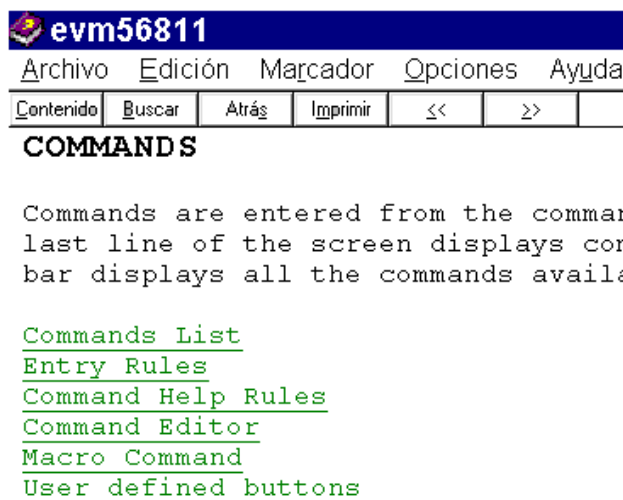 evm56811
Archivo Edición Marcador Opciones Ayuda
Contenido Buscar Atrás Imprimir << >>
COMMANDS
Commands are entered from the
last line of the screen displays
bar displays all the commands
Commands List
Entry Rules
Command Help Rules
Command Editor
Macro Command
User defined buttons